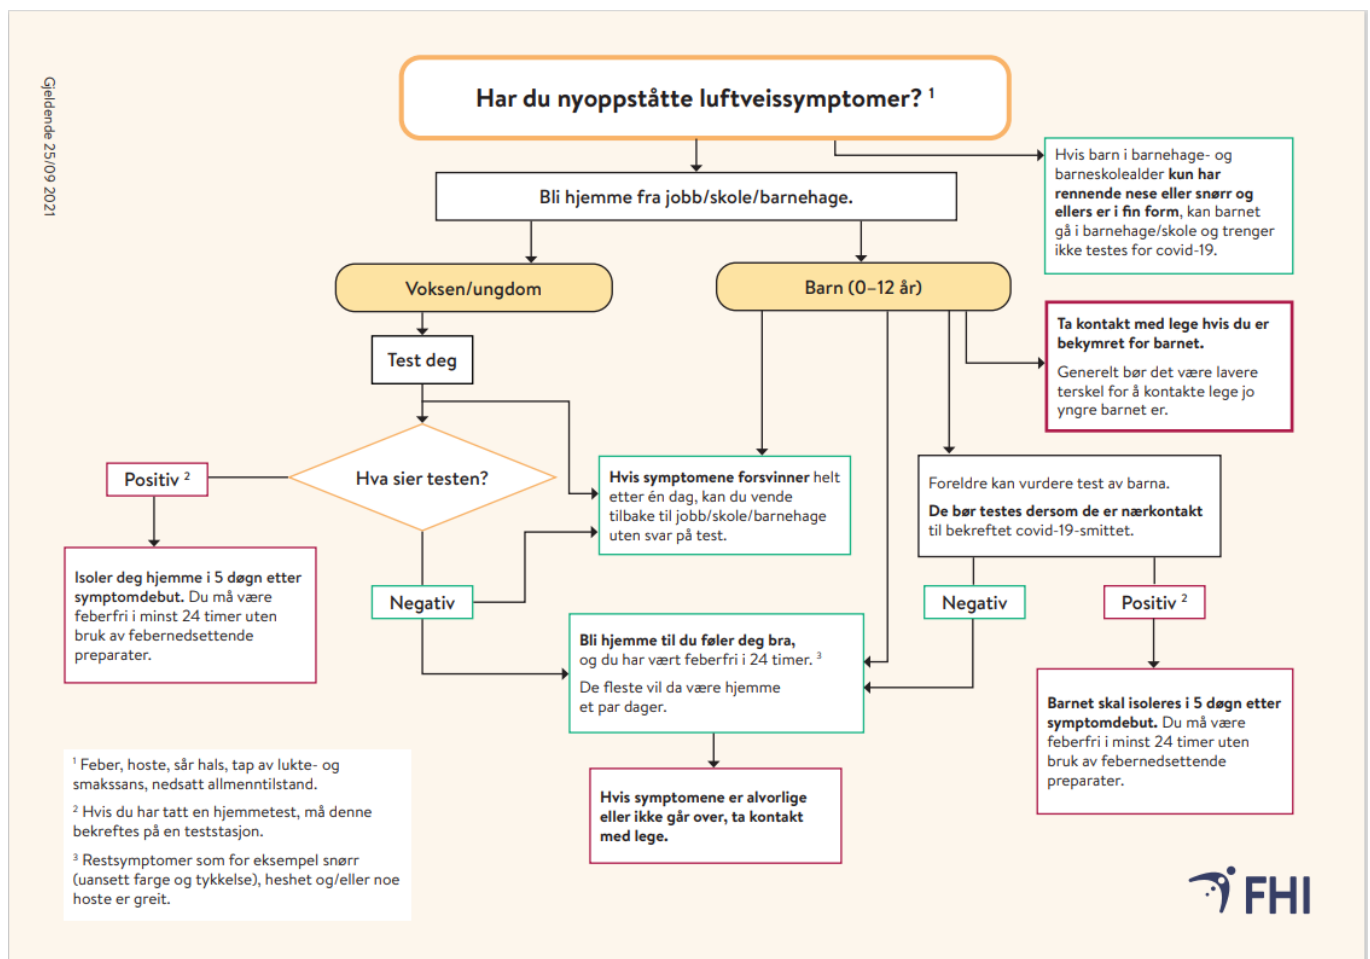 Gjeldende 25/09 2021
Har du nyoppståtte luftveissymptomer? ¹
Bli hjemme fra jobb/skole/barnehage.
Hvis barn i barnehage- og
barneskolealder kun har
rennende nese eller snørr og
ellers er i fin form, kan barnet
gå i barnehage/skole og trenger
ikke testes for covid-19.
Voksen/ungdom
Barn (0–12 år)
Test deg
Ta kontakt med lege hvis du er
bekymret for barnet.
Generelt bør det være lavere
terskel for å kontakte lege jo
yngre barnet er.
Hva sier testen?
Positiv ²
Hvis symptomene forsvinner helt
etter én dag, kan du vende
tilbake til jobb/skole/barnehage
uten svar på test.
Foreldre kan vurdere test av barna.
De bør testes dersom de er nærkontakt
til bekreftet covid-19-smittet.
Isoler deg hjemme i 5 døgn etter
symptomdebut. Du må være
feberfri i minst 24 timer uten
bruk av febernedsettende
preparater.
Negativ
Negativ
Positiv ²
Bli hjemme til du føler deg bra,
og du har vært feberfri i 24 timer. ³
De fleste vil da være hjemme
et par dager.
Barnet skal isoleres i 5 døgn etter
symptomdebut. Du må være
feberfri i minst 24 timer uten
bruk av febernedsettende
preparater.
Hvis symptomene er alvorlige
eller ikke går over, ta kontakt
med lege.
¹ Feber, hoste, sår hals, tap av lukte- og
smakssans, nedsatt allmenntilstand.
² Hvis du har tatt en hjemmetest, må denne
bekreftes på en teststasjon.
³ Restsymptomer som for eksempel snørr
(uansett farge og tykkelse), heshet og/eller noe
hoste er greit.
FHI